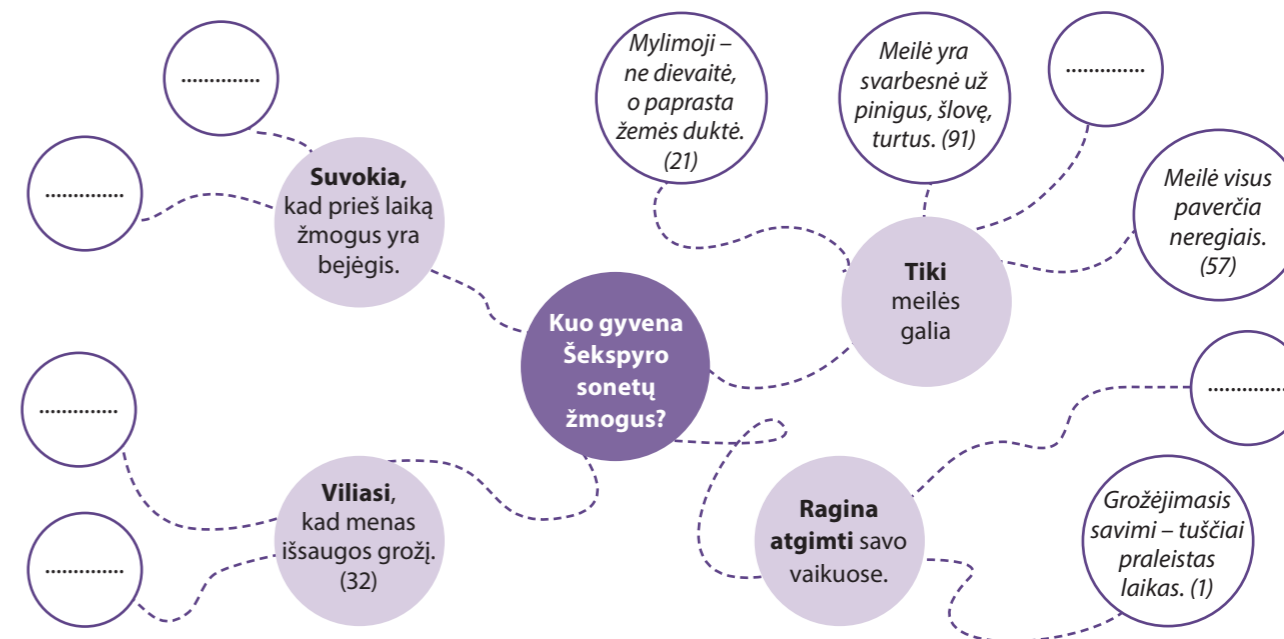 ..............
..............
Suvokia,
kad prieš laiką
žmogus yra
bejėgis.
Mylimoji –
ne dievaitė,
o paprasta
žemės duktė.
(21)
Meilė yra
svarbesnė už
pinigus, šlovę,
turtus. (91)
..............
Meilė visus
paverčia
neregiais.
(57)
Tiki
meilės
galia
Kuo gyvena
Šekspyro
sonetų
žmogus?
..............
..............
Viliasi,
kad menas
išsaugos grožį.
(32)
..............
Ragina
atgimti savo
vaikuose.
Grožėjimasis
savimi – tuščiai
praleistas
laikas. (1)